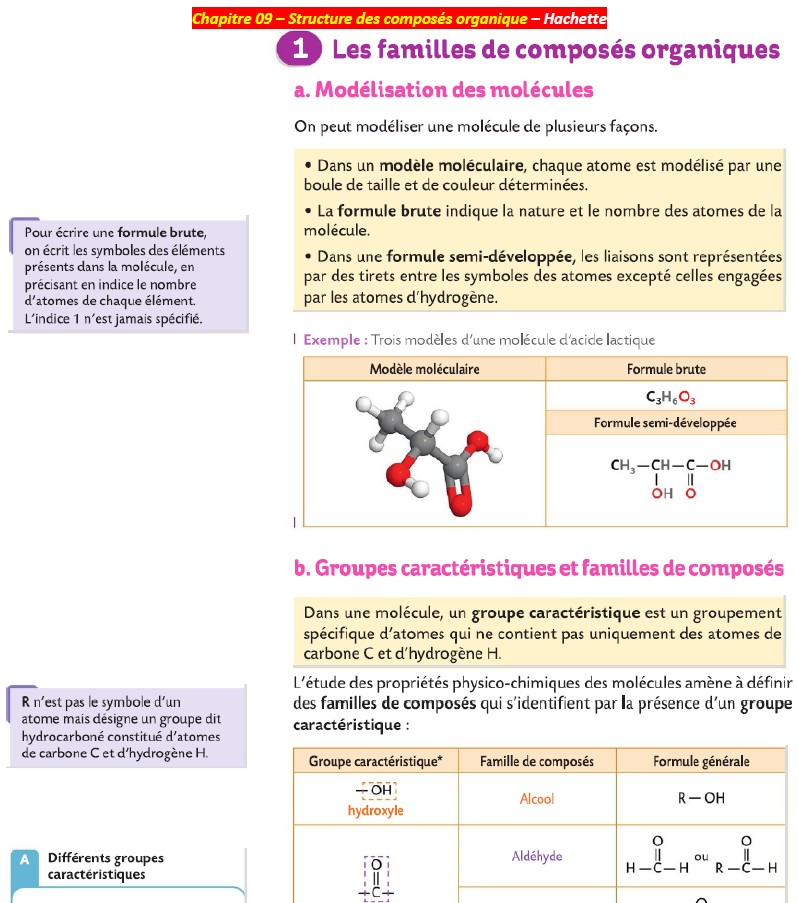 Chapitre 09 – Structure des composés organique – Hachette
1 Les familles de composés organiques
a. Modélisation des molécules
On peut modéliser une molécule de plusieurs façons.
• Dans un modèle moléculaire, chaque atome est modélisé par une
boule de taille et de couleur déterminées.
• La formule brute indique la nature et le nombre des atomes de la
molécule.
• Dans une formule semi-développée, les liaisons sont représentées
par des tirets entre les symboles des atomes excepté celles engagées
par les atomes d'hydrogène.
Pour écrire une formule brute,
on écrit les symboles des éléments
présents dans la molécule, en
précisant en indice le nombre
d'atomes de chaque élément.
L'indice 1 n'est jamais spécifié.
Exemple : Trois modèles d'une molécule d'acide lactique
Modèle moléculaire
Formule brute
C₃H₆O₃
Formule semi-développée
CH₃—CH—C—OH
OH O
b. Groupes caractéristiques et familles de composés
Dans une molécule, un groupe caractéristique est un groupement
spécifique d'atomes qui ne contient pas uniquement des atomes de
carbone C et d'hydrogène H.
L'étude des propriétés physico-chimiques des molécules amène à définir
des familles de composés qui s'identifient par la présence d'un groupe
caractéristique :
R n'est pas le symbole d'un
atome mais désigne un groupe dit
hydrocarboné constitué d'atomes
de carbone C et d'hydrogène H.
Groupe caractéristique* Famille de composés Formule générale
—OH
hydroxyle
Alcool
R—OH
A Différents groupes
caractéristiques
O
—C—
Aldéhyde
O O
H—C—H ou R—C—H
O